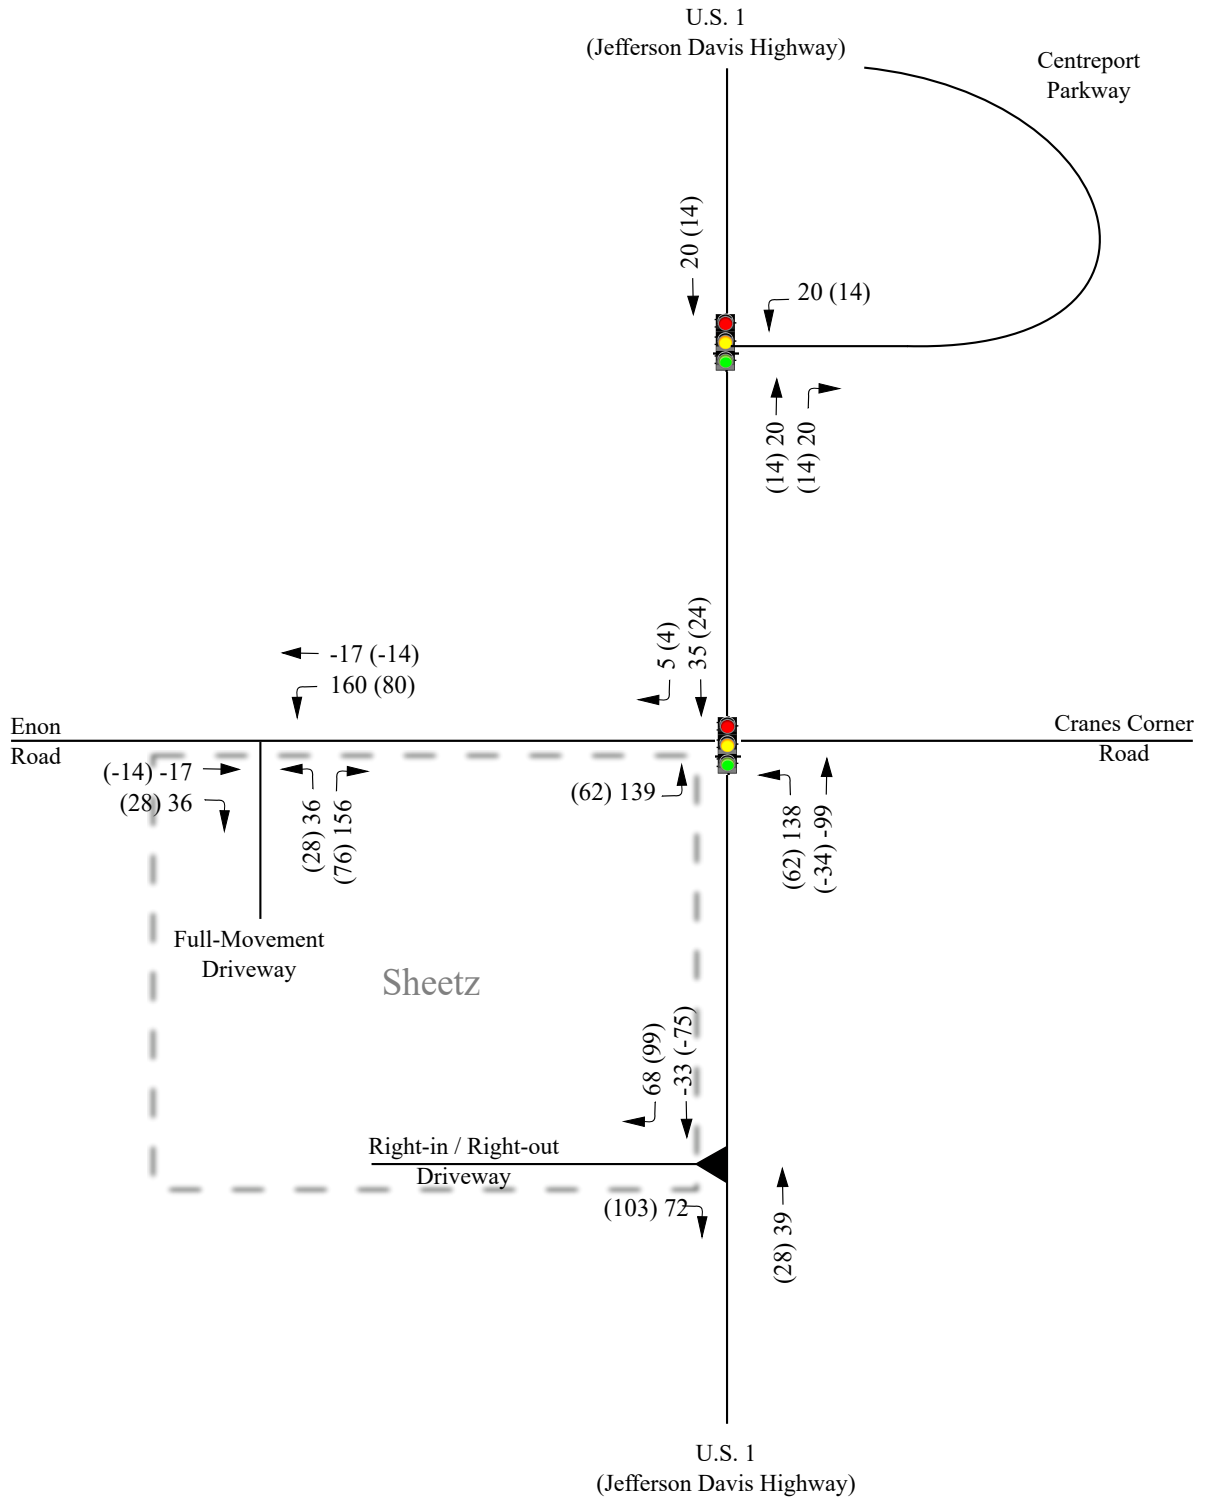 U.S. 1
(Jefferson Davis Highway)
Centreport
Parkway
20 (14)
20 (14)
(14) 20
(14) 20
5 (4)
35 (24)
-17 (-14)
160 (80)
Enon
Road
Cranes Corner
Road
(-14) -17
(28) 36
(28) 36
(76) 156
(62) 139
(62) 138
(-34) -99
Full-Movement
Driveway
Sheetz
68 (99)
-33 (-75)
Right-in / Right-out
Driveway
(103) 72
(28) 39
U.S. 1
(Jefferson Davis Highway)